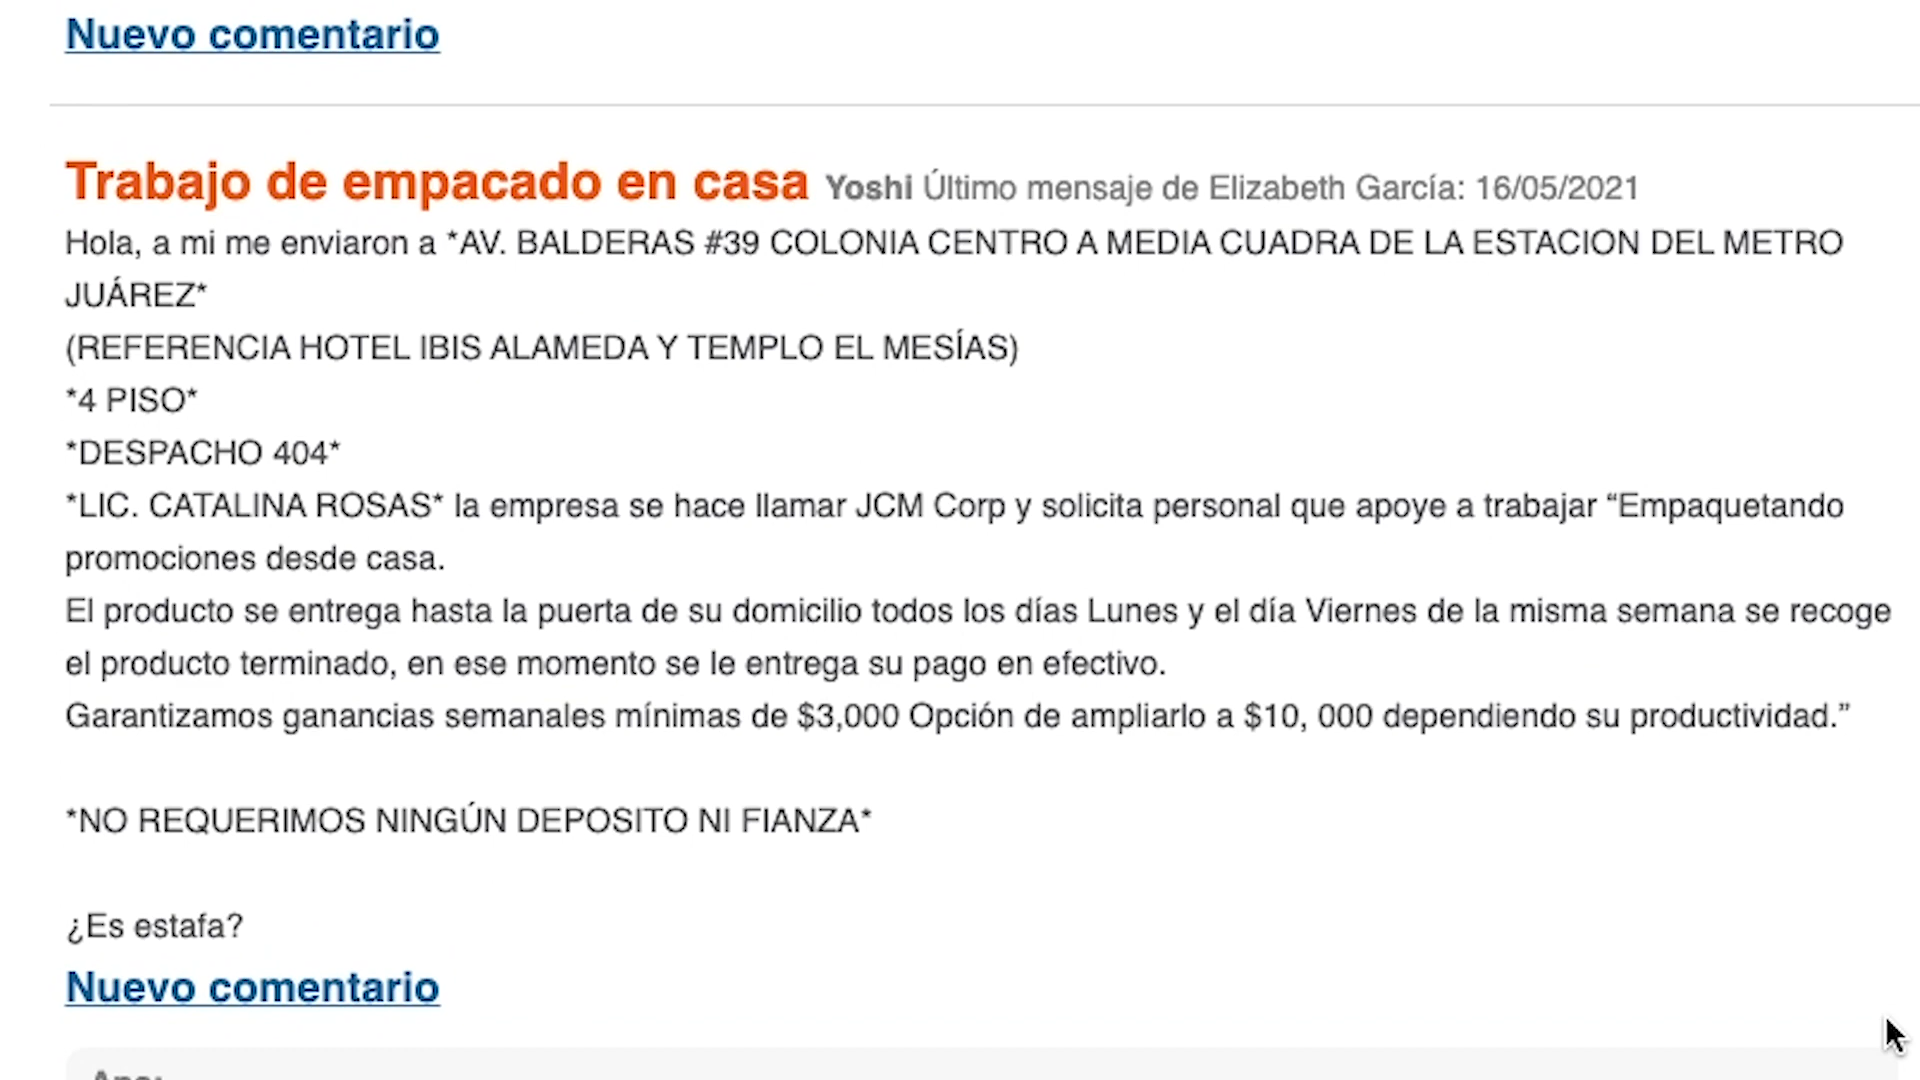 Nuevo comentario
Trabajo de empacado en casa Yoshi Último mensaje de Elizabeth García: 16/05/2021
Hola, a mi me enviaron a *AV. BALDERAS #39 COLONIA CENTRO A MEDIA CUADRA DE LA ESTACION DEL METRO
JUÁREZ*
(REFERENCIA HOTEL IBIS ALAMEDA Y TEMPLO EL MESÍAS)
*4 PISO*
*DESPACHO 404*
*LIC. CATALINA ROSAS* la empresa se hace llamar JCM Corp y solicita personal que apoye a trabajar “Empaquetando
promociones desde casa.
El producto se entrega hasta la puerta de su domicilio todos los días Lunes y el día Viernes de la misma semana se recoge
el producto terminado, en ese momento se le entrega su pago en efectivo.
Garantizamos ganancias semanales mínimas de $3,000 Opción de ampliarlo a $10, 000 dependiendo su productividad.”
*NO REQUERIMOS NINGÚN DEPOSITO NI FIANZA*
¿Es estafa?
Nuevo comentario